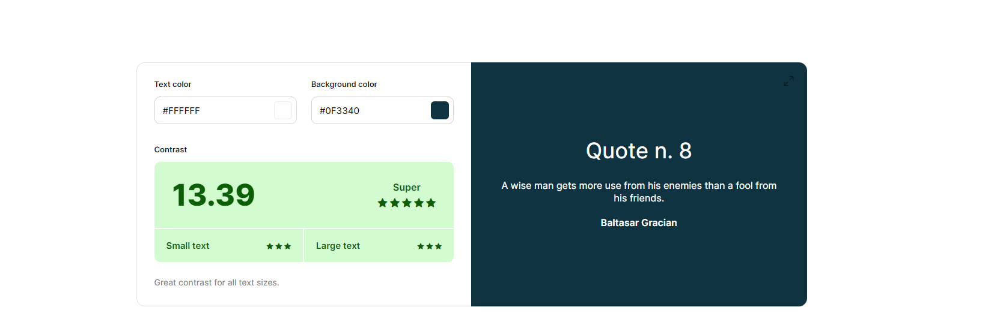 Text color
#FFFFFF
Background color
#0F3340
Contrast
13.39
Super
Small text
Large text
Great contrast for all text sizes.
Quote n. 8
A wise man gets more use from his enemies than a fool from
his friends.
Baltasar Gracian